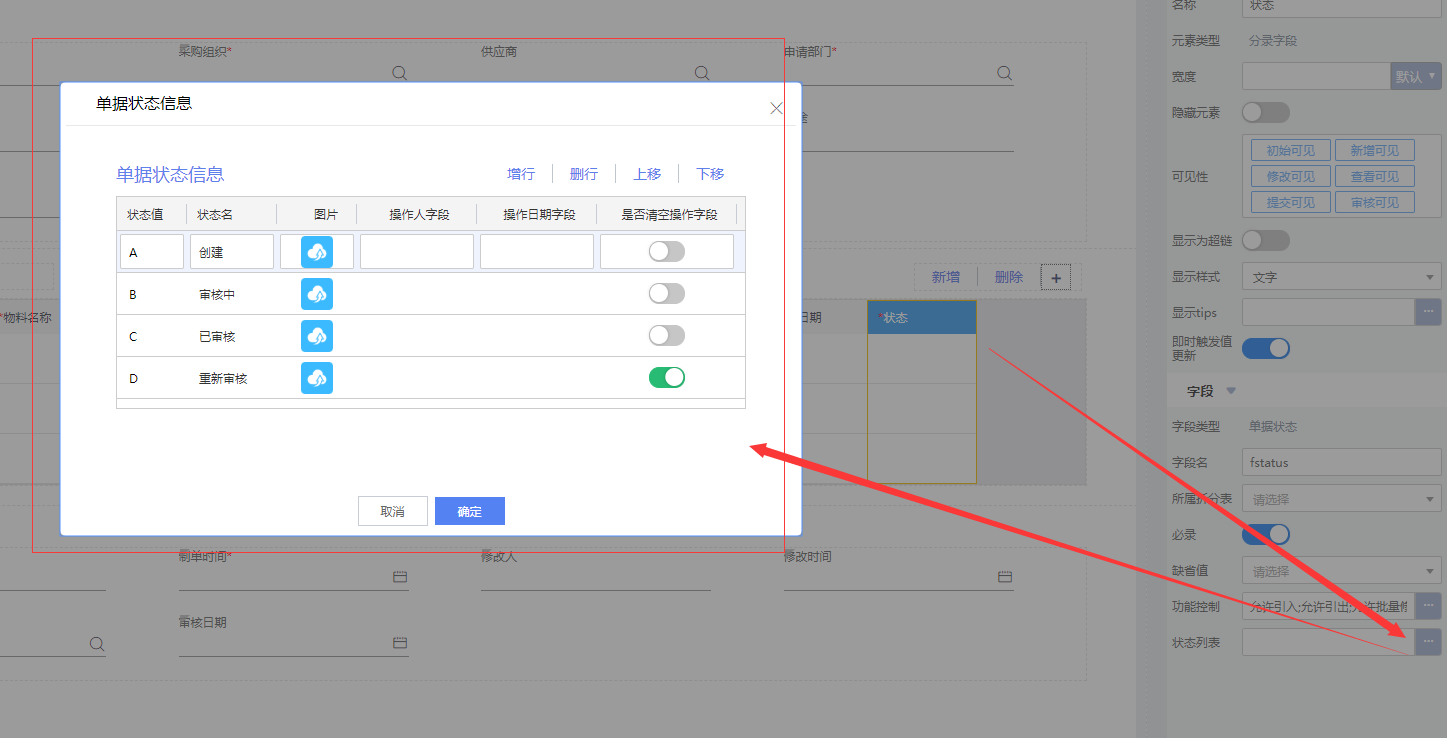 名称 状态
元素类型 分录字段
宽度 默认
隐藏元素
可见性
初始可见 新增可见
修改可见 查看可见
提交可见 审核可见
显示为超链
显示样式 文字
显示tips ...
即时触发值
更新
字段
字段类型 单据状态
字段名 fstatus
所属拆分表 请选择
必录
缺省值 请选择
功能控制 允许引入;允许引出;允许批量修 ...
状态列表 ...
采购组织* 供应商 申请部门*
单据状态信息
单据状态信息
增行 删行 上移 下移
状态值 状态名 图片 操作人字段 操作日期字段 是否清空操作字段
A 创建
B 审核中
C 已审核
D 重新审核
取消 确定
新增 删除 +
*物料名称 日期 *状态
制单时间* 修改人 修改时间
审核日期